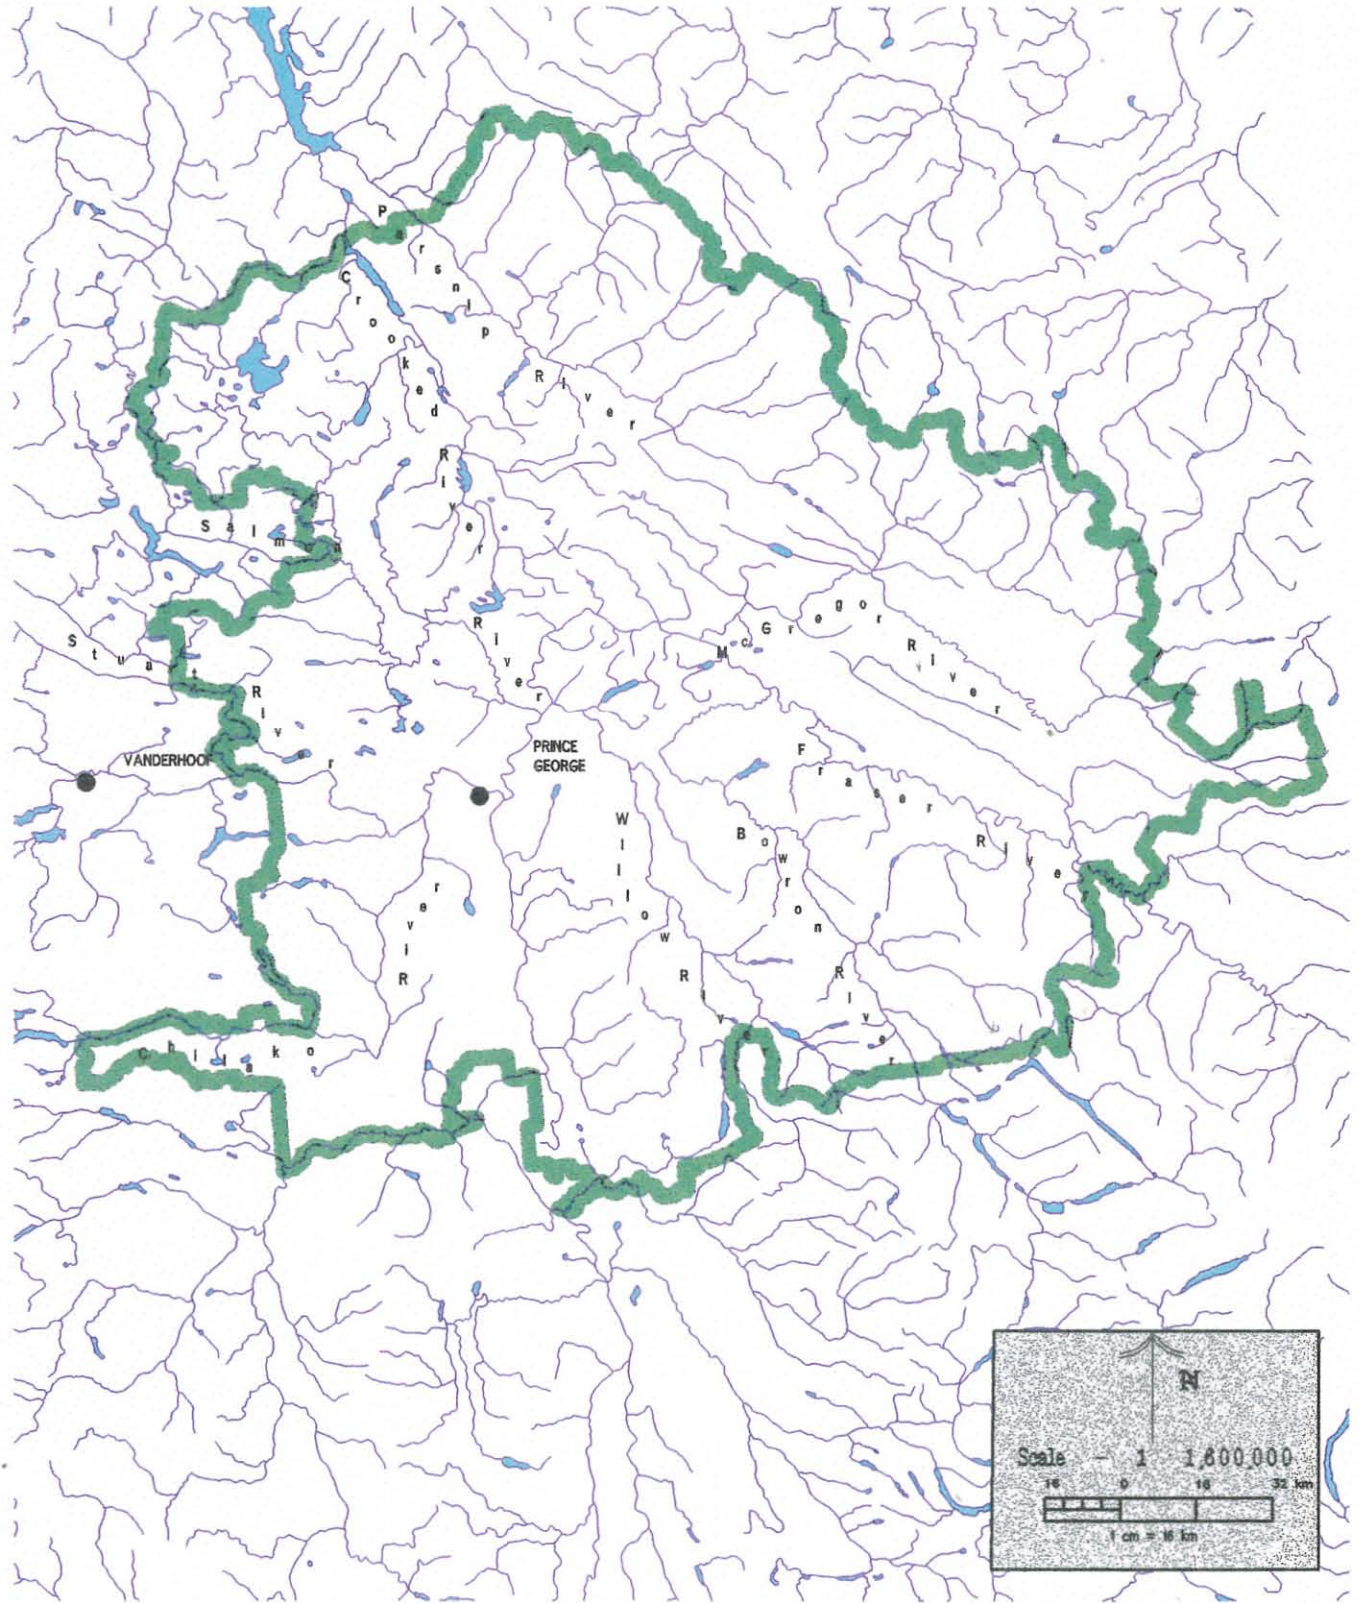 Parsnip River
Crooked River
Salmon River
McGregor River
Stuart River
VANDERHOOF
PRINCE
GEORGE
Fraser River
Willow River
Bowron River
Chilako River
N
Scale - 1 1,600,000
16 0 16 32 km
1 cm = 16 km